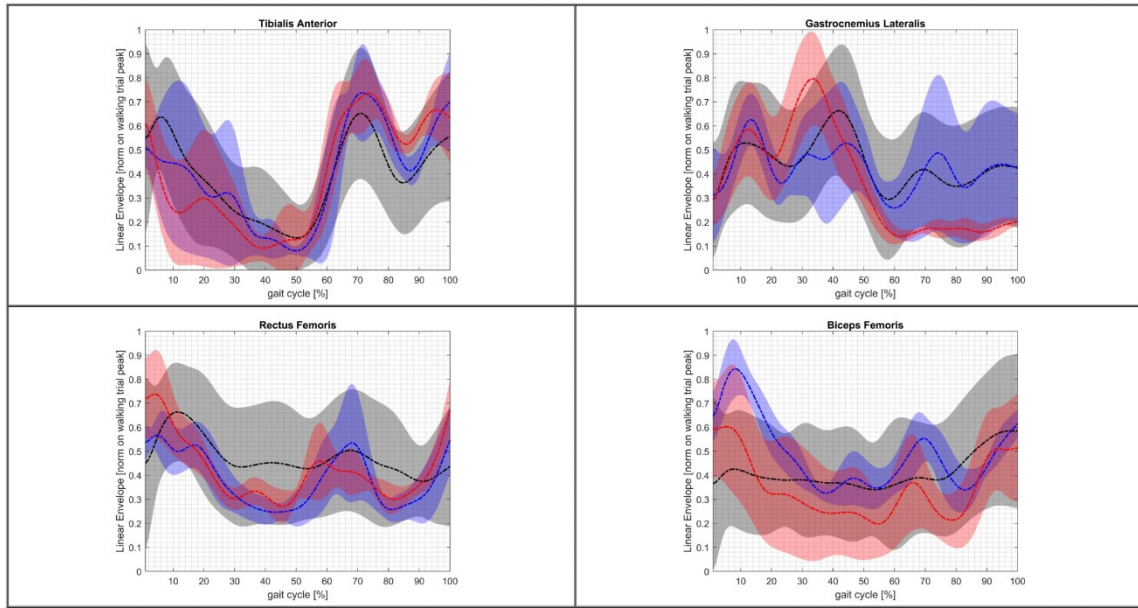 Tibialis Anterior
Linear Envelope [norm on walking trial peak]
1
0.9
0.8
0.7
0.6
0.5
0.4
0.3
0.2
0.1
0
10 20 30 40 50 60 70 80 90 100
gait cycle [%]
Gastrocnemius Lateralis
Linear Envelope [norm on walking trial peak]
1
0.9
0.8
0.7
0.6
0.5
0.4
0.3
0.2
0.1
0
10 20 30 40 50 60 70 80 90 100
gait cycle [%]
Rectus Femoris
Linear Envelope [norm on walking trial peak]
1
0.9
0.8
0.7
0.6
0.5
0.4
0.3
0.2
0.1
0
10 20 30 40 50 60 70 80 90 100
gait cycle [%]
Biceps Femoris
Linear Envelope [norm on walking trial peak]
1
0.9
0.8
0.7
0.6
0.5
0.4
0.3
0.2
0.1
0
10 20 30 40 50 60 70 80 90 100
gait cycle [%]